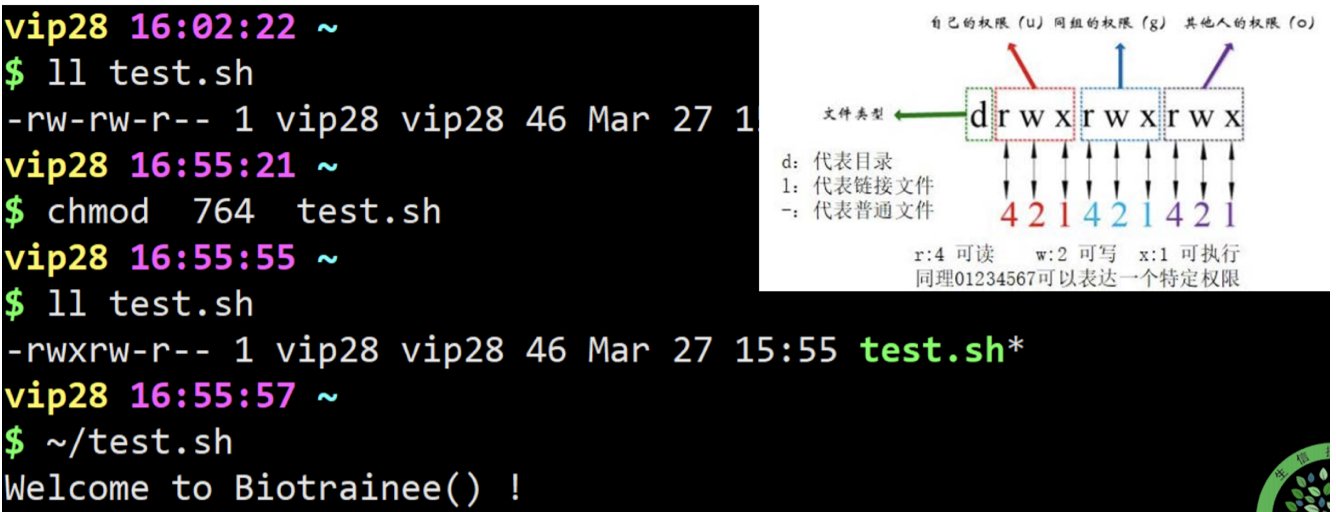 vip28 16:02:22 ~
$ ll test.sh
-rw-rw-r-- 1 vip28 vip28 46 Mar 27
vip28 16:55:21 ~
$ chmod  764  test.sh
vip28 16:55:55 ~
$ ll test.sh
-rwxrw-r-- 1 vip28 vip28 46 Mar 27 15:55 test.sh*
vip28 16:55:57 ~
$ ~/test.sh
Welcome to Biotrainee() !
自己的权限 (u) 同组的权限 (g) 其他人的权限 (o)
文件类型 d r w x r w x r w x
d: 代表目录
l: 代表链接文件
-: 代表普通文件
4 2 1 4 2 1 4 2 1
r:4 可读 w:2 可写 x:1 可执行
同理01234567可以表达一个特定权限
生 信